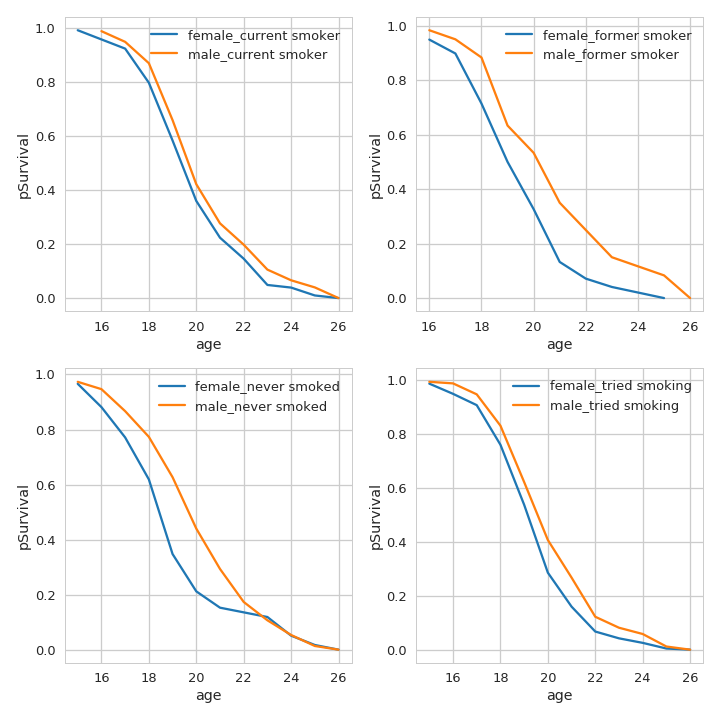 female_current smoker
male_current smoker
1.0
0.8
0.6
0.4
0.2
0.0
pSurvival
16 18 20 22 24 26
age
female_former smoker
male_former smoker
1.0
0.8
0.6
0.4
0.2
0.0
pSurvival
16 18 20 22 24 26
age
female_never smoked
male_never smoked
1.0
0.8
0.6
0.4
0.2
0.0
pSurvival
16 18 20 22 24 26
age
female_tried smoking
male_tried smoking
1.0
0.8
0.6
0.4
0.2
0.0
pSurvival
16 18 20 22 24 26
age